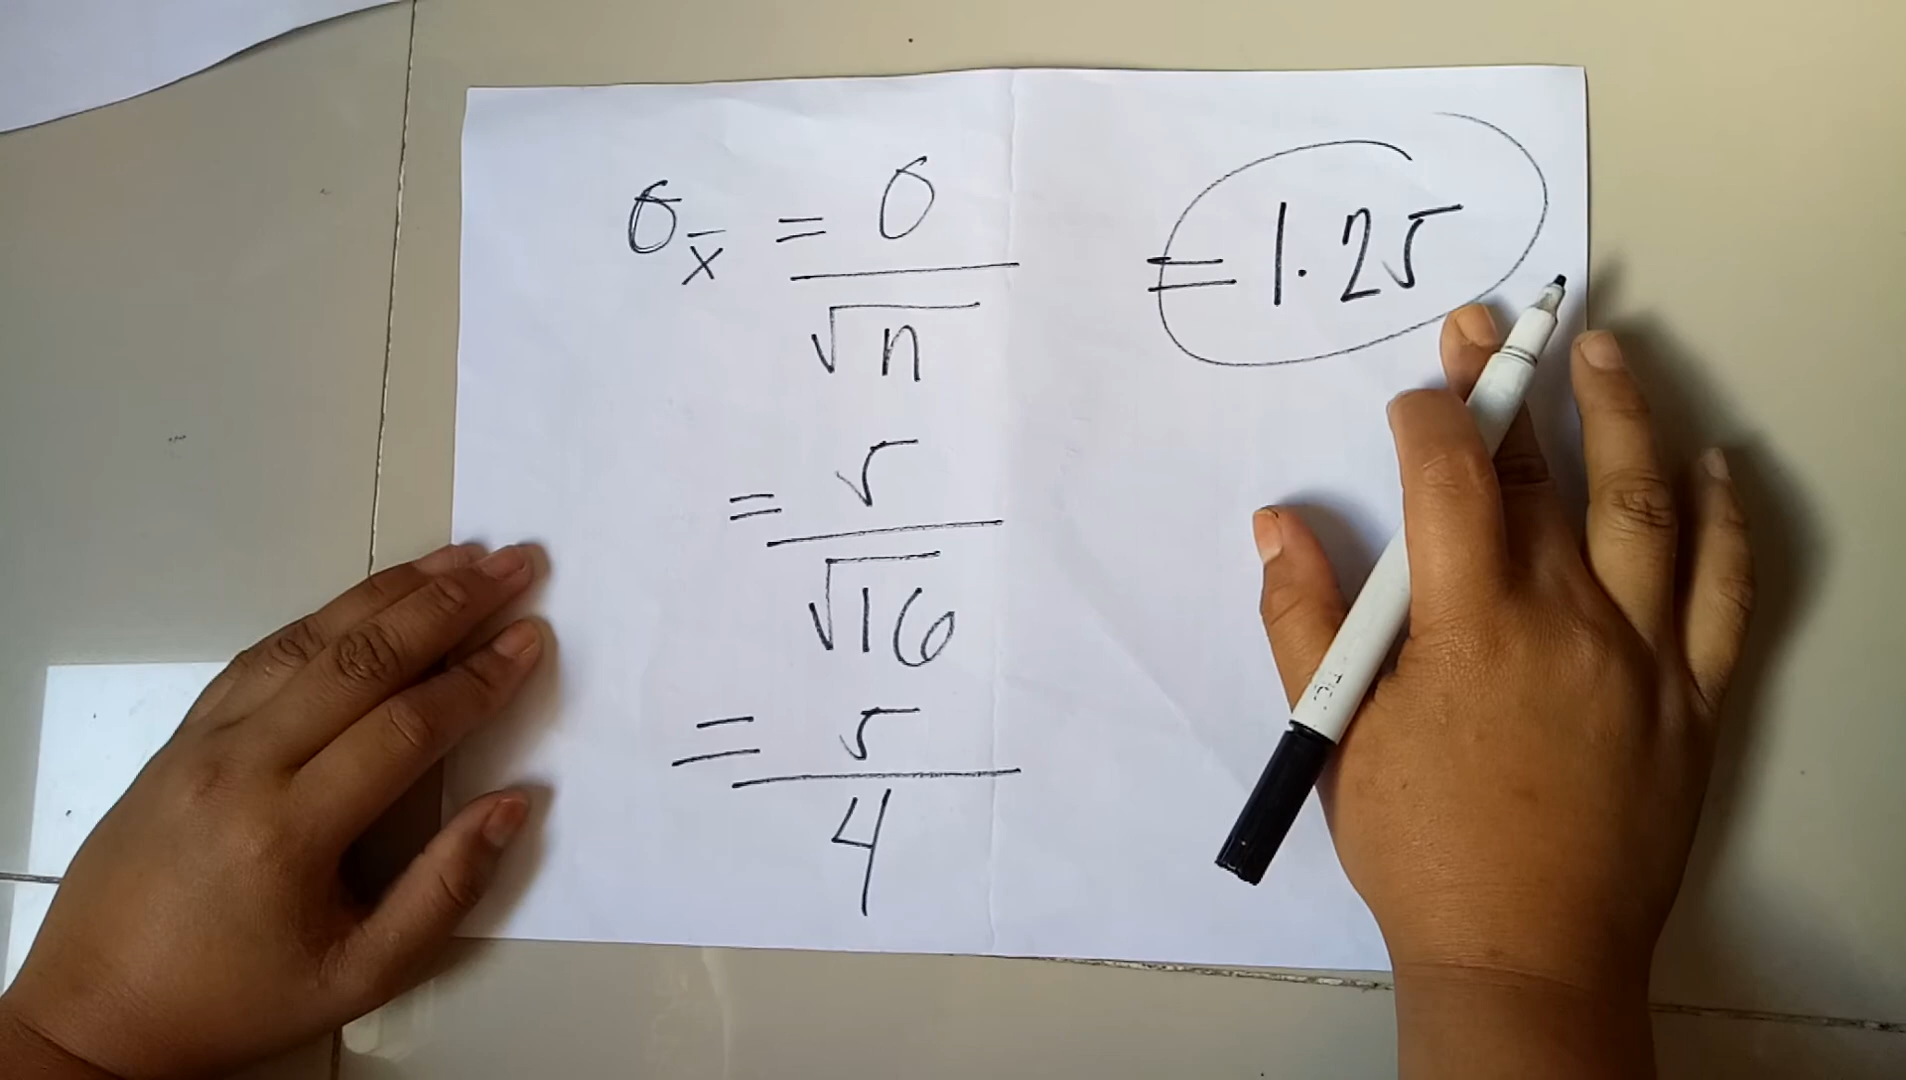 σx̄ = σ/√n
= 5/√16
= 5/4
= 1.25